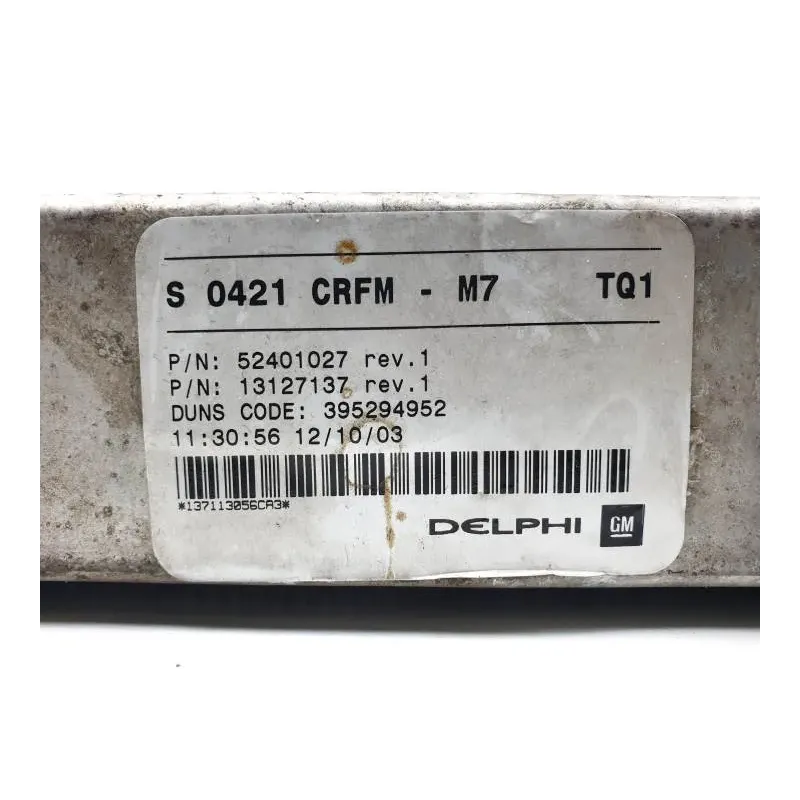 S 0421 CRFM - M7 TQ1
P/N: 52401027 rev.1
P/N: 13127137 rev.1
DUNS CODE: 395294952
11:30:56 12/10/03
*137113056CA3*
DELPHI GM